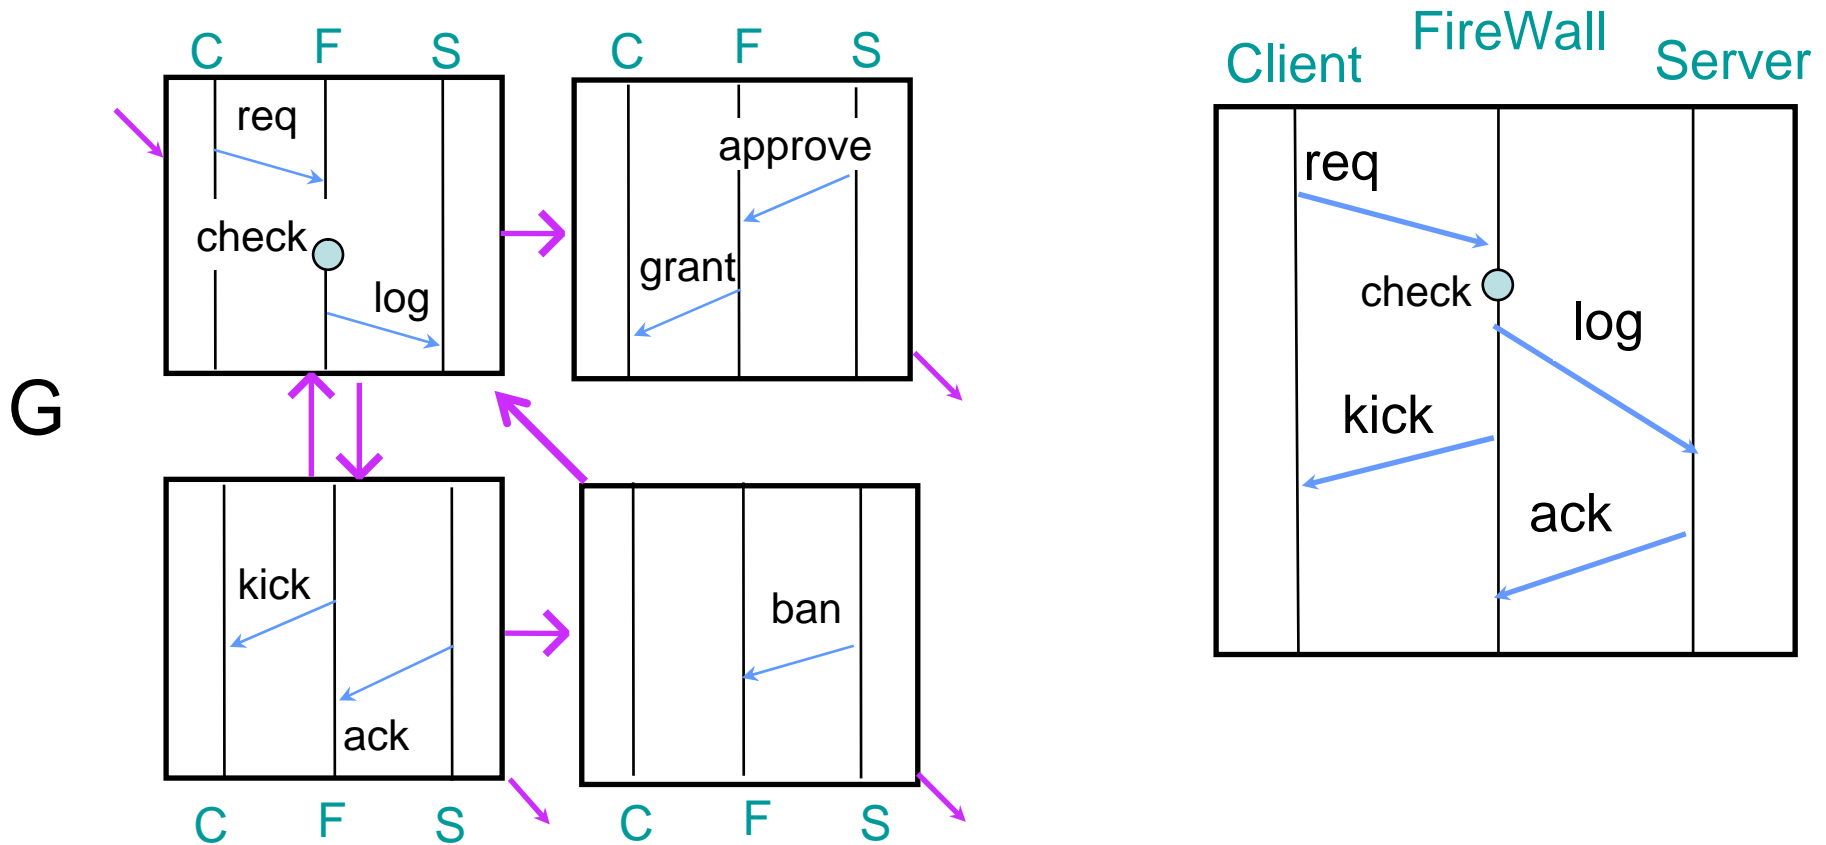 G
C F S
req
check
log
C F S
approve
grant
kick
ack
C F S
ban
C F S
Client FireWall Server
req
check
log
kick
ack